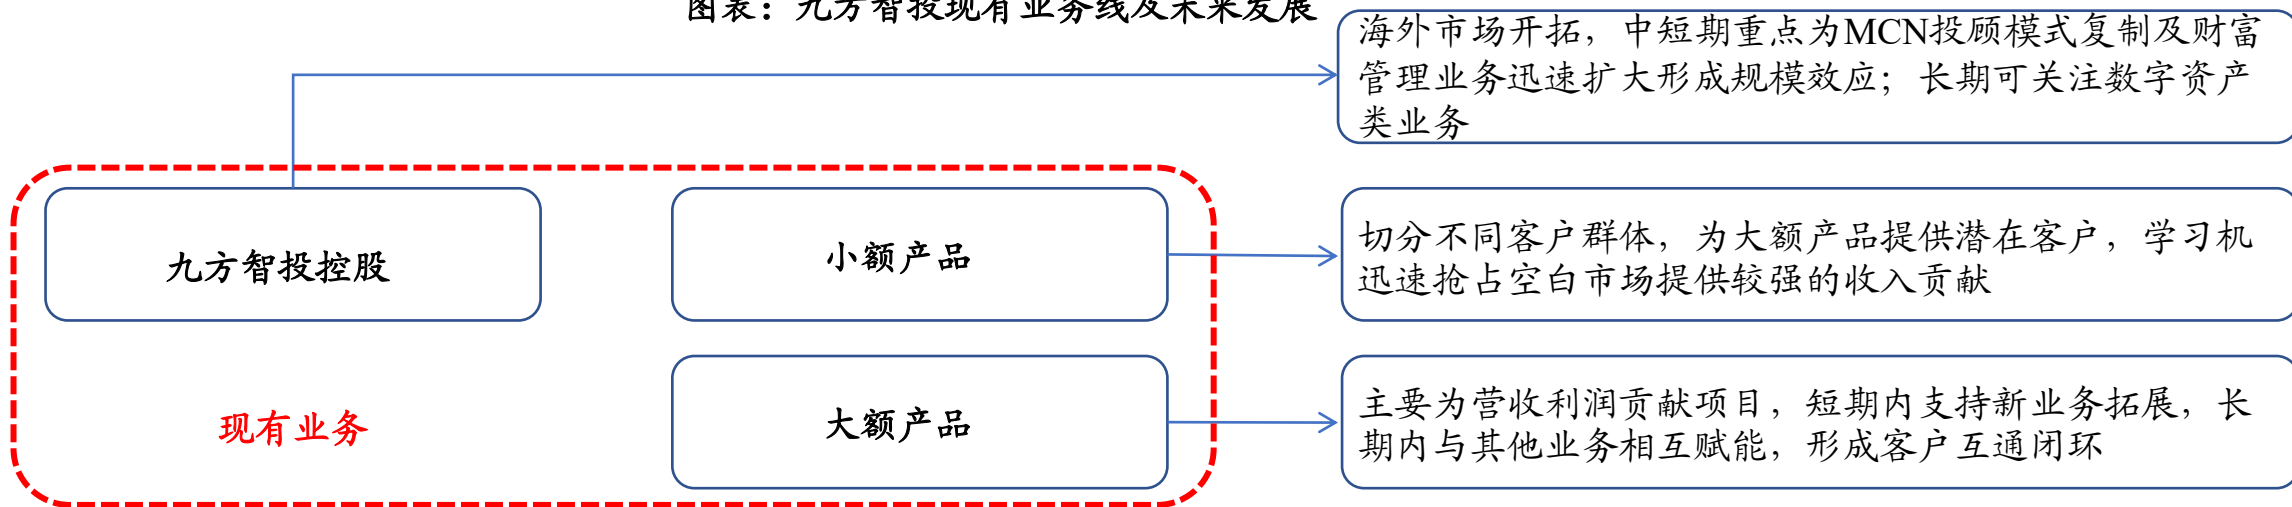 图表：九方智投现有业务线及未来发展
海外市场开拓，中短期重点为MCN投顾模式复制及财富
管理业务迅速扩大形成规模效应；长期可关注数字资产
类业务
九方智投控股
小额产品
切分不同客户群体，为大额产品提供潜在客户，学习机
迅速抢占空白市场提供较强的收入贡献
现有业务
大额产品
主要为营收利润贡献项目，短期内支持新业务拓展，长
期内与其他业务相互赋能，形成客户互通闭环